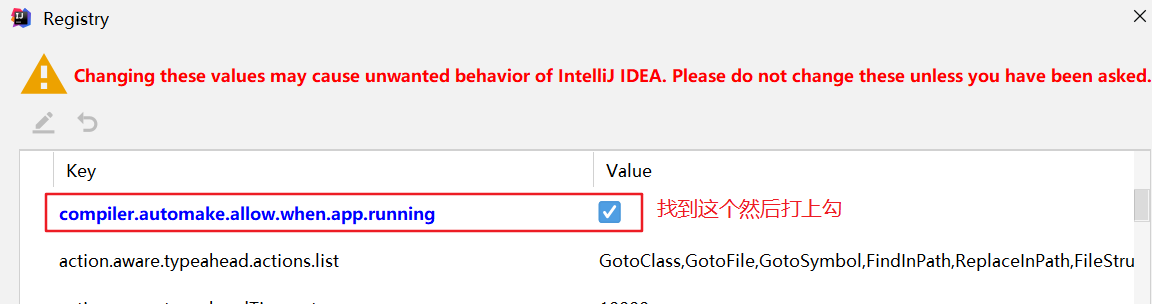 Registry
Changing these values may cause unwanted behavior of IntelliJ IDEA. Please do not change these unless you have been asked.
Key Value
compiler.automake.allow.when.app.running 找到这个然后打上勾
action.aware.typeahead.actions.list GotoClass,GotoFile,GotoSymbol,FindInPath,ReplaceInPath,FileStru